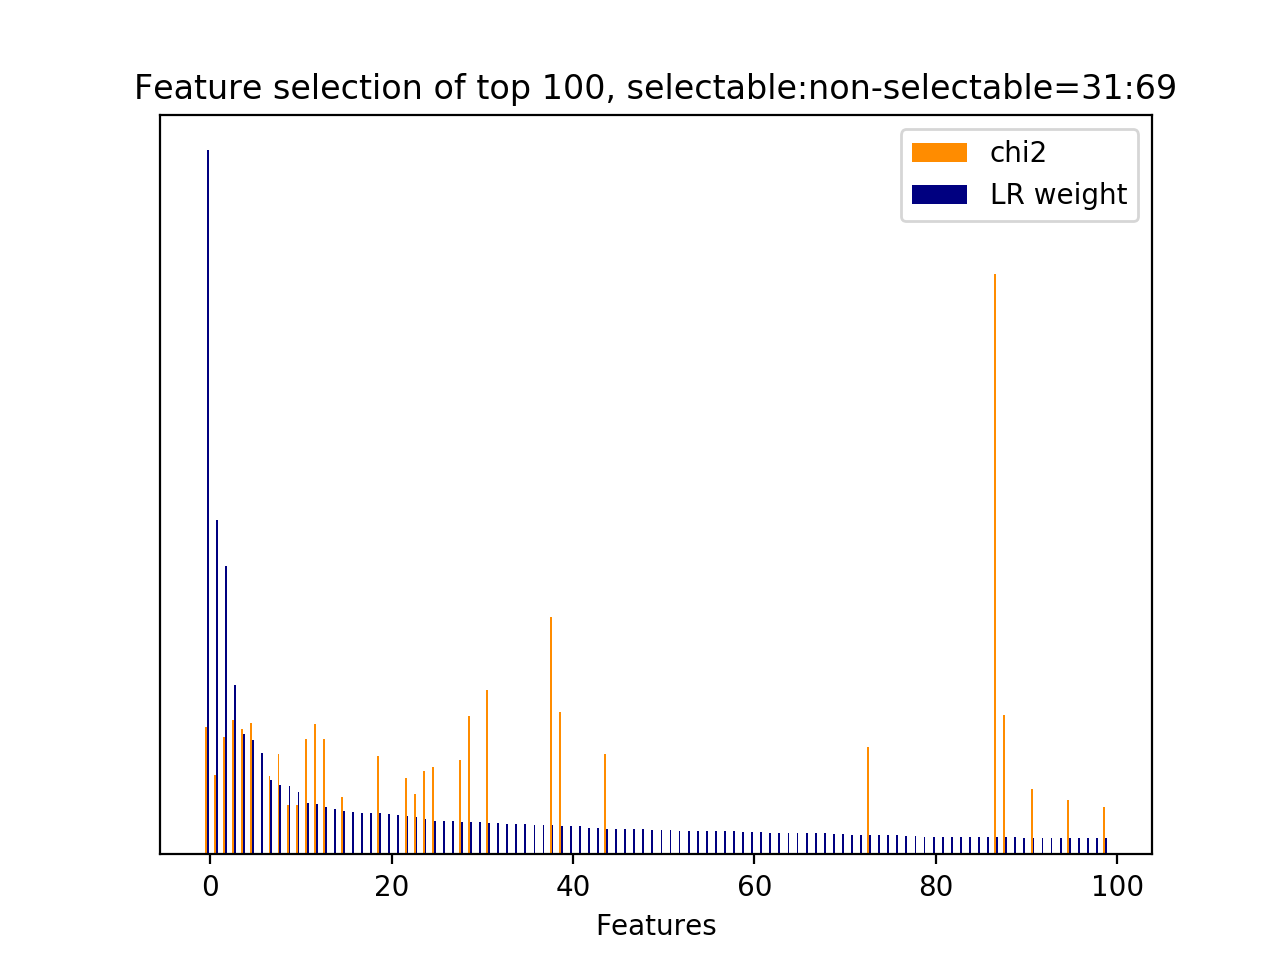 Feature selection of top 100, selectable:non-selectable=31:69
chi2
LR weight
0 20 40 60 80 100
Features